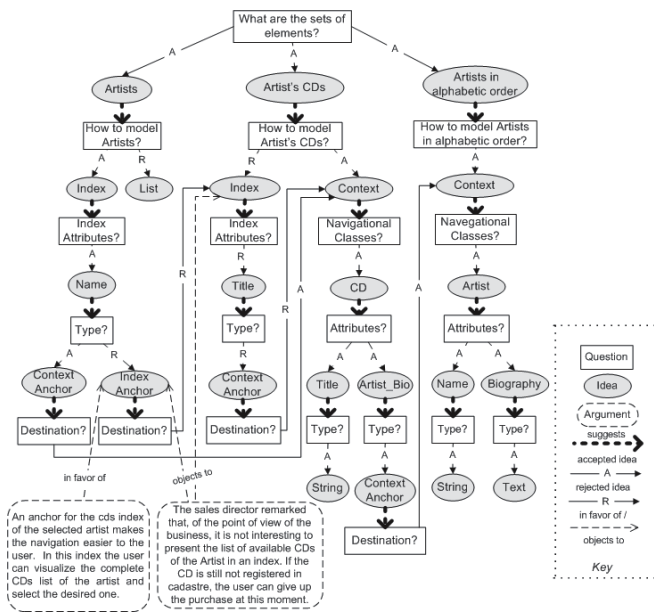 What are the sets of
elements?
A
A
A
Artists
Artist's CDs
Artists in
alphabetic order
How to model
Artists?
How to model
Artist's CDs?
How to model Artists
in alphabetic order?
A
R
R
A
A
Index
List
Index
Context
Context
Index
Attributes?
Index
Attributes?
Navigational
Classes?
Navegational
Classes?
A
R
R
R
A
A
A
A
Name
Title
CD
Artist
Type?
Type?
Attributes?
Attributes?
A
R
R
A
A
A
A
Context
Anchor
Index
Anchor
Context
Anchor
Title
Artist_Bio
Name
Biography
Destination?
Destination?
Destination?
Type?
Type?
Type?
Type?
A
A
A
A
String
Context
Anchor
String
Text
A
Destination?
in favor of
objects to
An anchor for the cds index
of the selected artist makes
the navigation easier to the
user. In this index the user
can visualize the complete
CDs list of the artist and
select the desired one.
The sales director remarked
that, of the point of view of the
business, it is not interesting to
present the list of available CDs
of the Artist in an index. If the
CD is still not registered in
cadastre, the user can give up
the purchase at this moment.
Question
Idea
Argument
suggests
accepted idea
A
rejected idea
R
in favor of /
objects to
Key